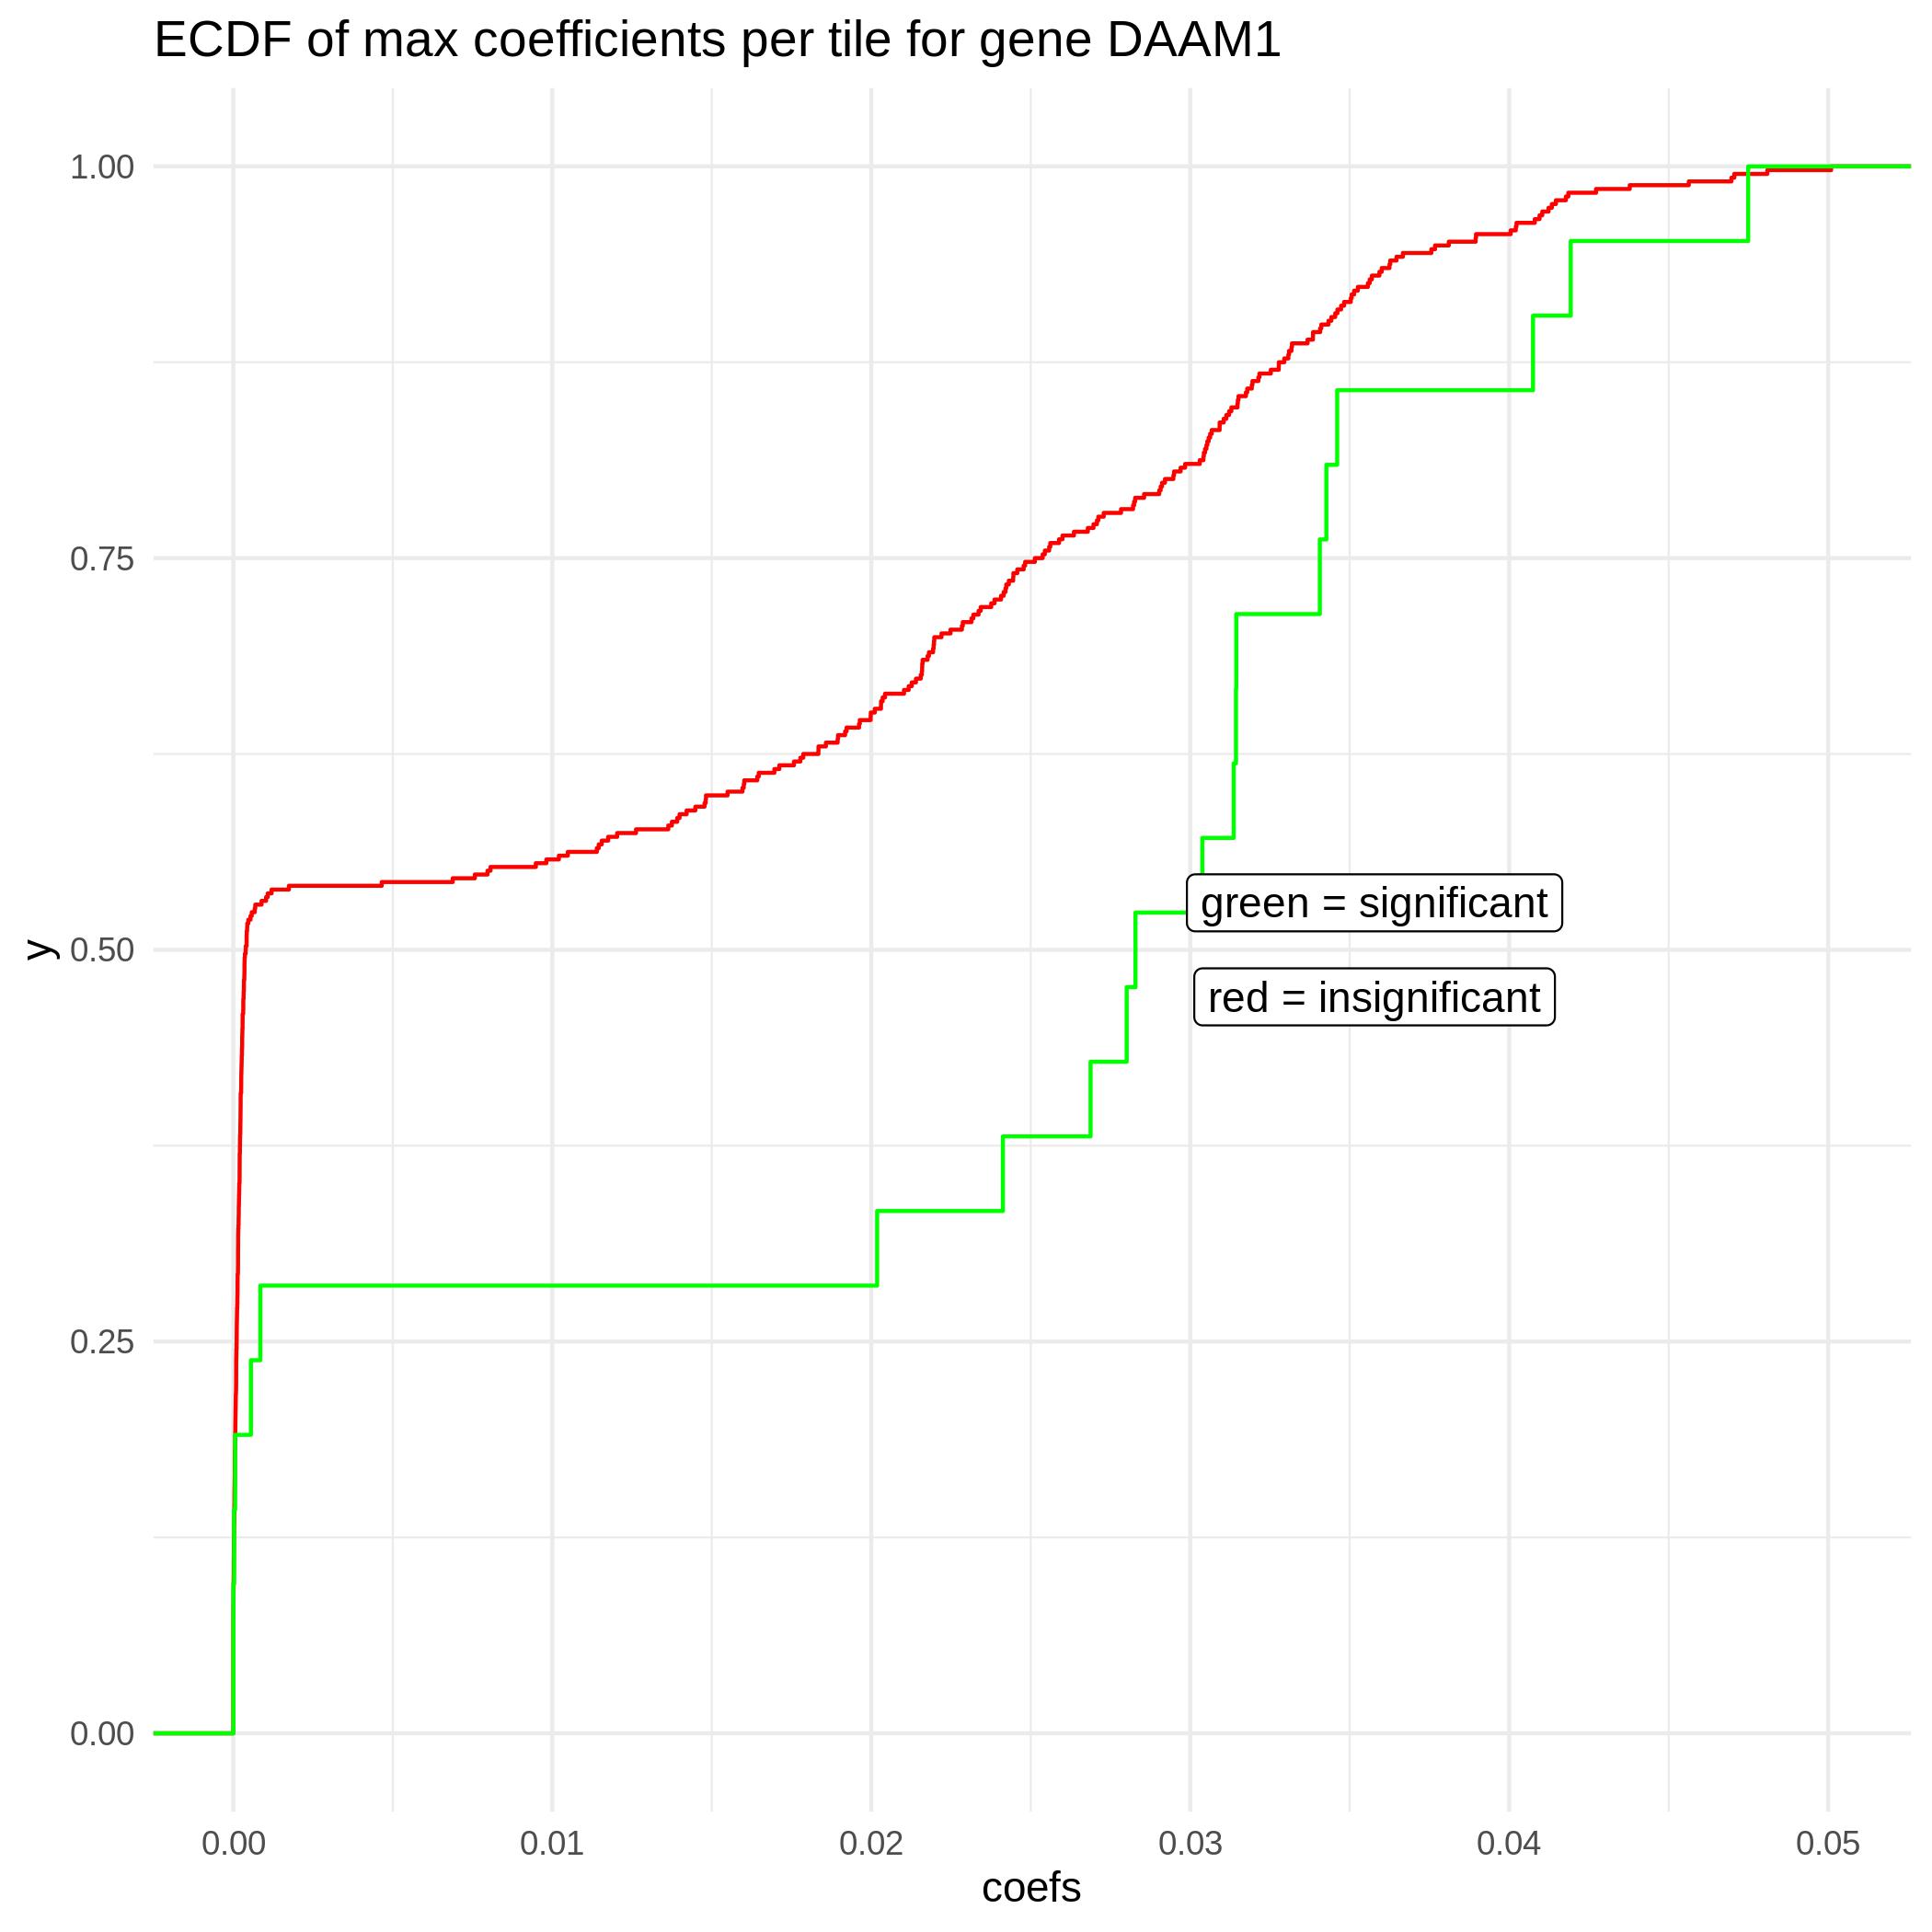 ECDF of max coefficients per tile for gene DAAM1
1.00
0.75
0.50
0.25
0.00
y
green = significant
red = insignificant
0.00 0.01 0.02 0.03 0.04 0.05
coefs